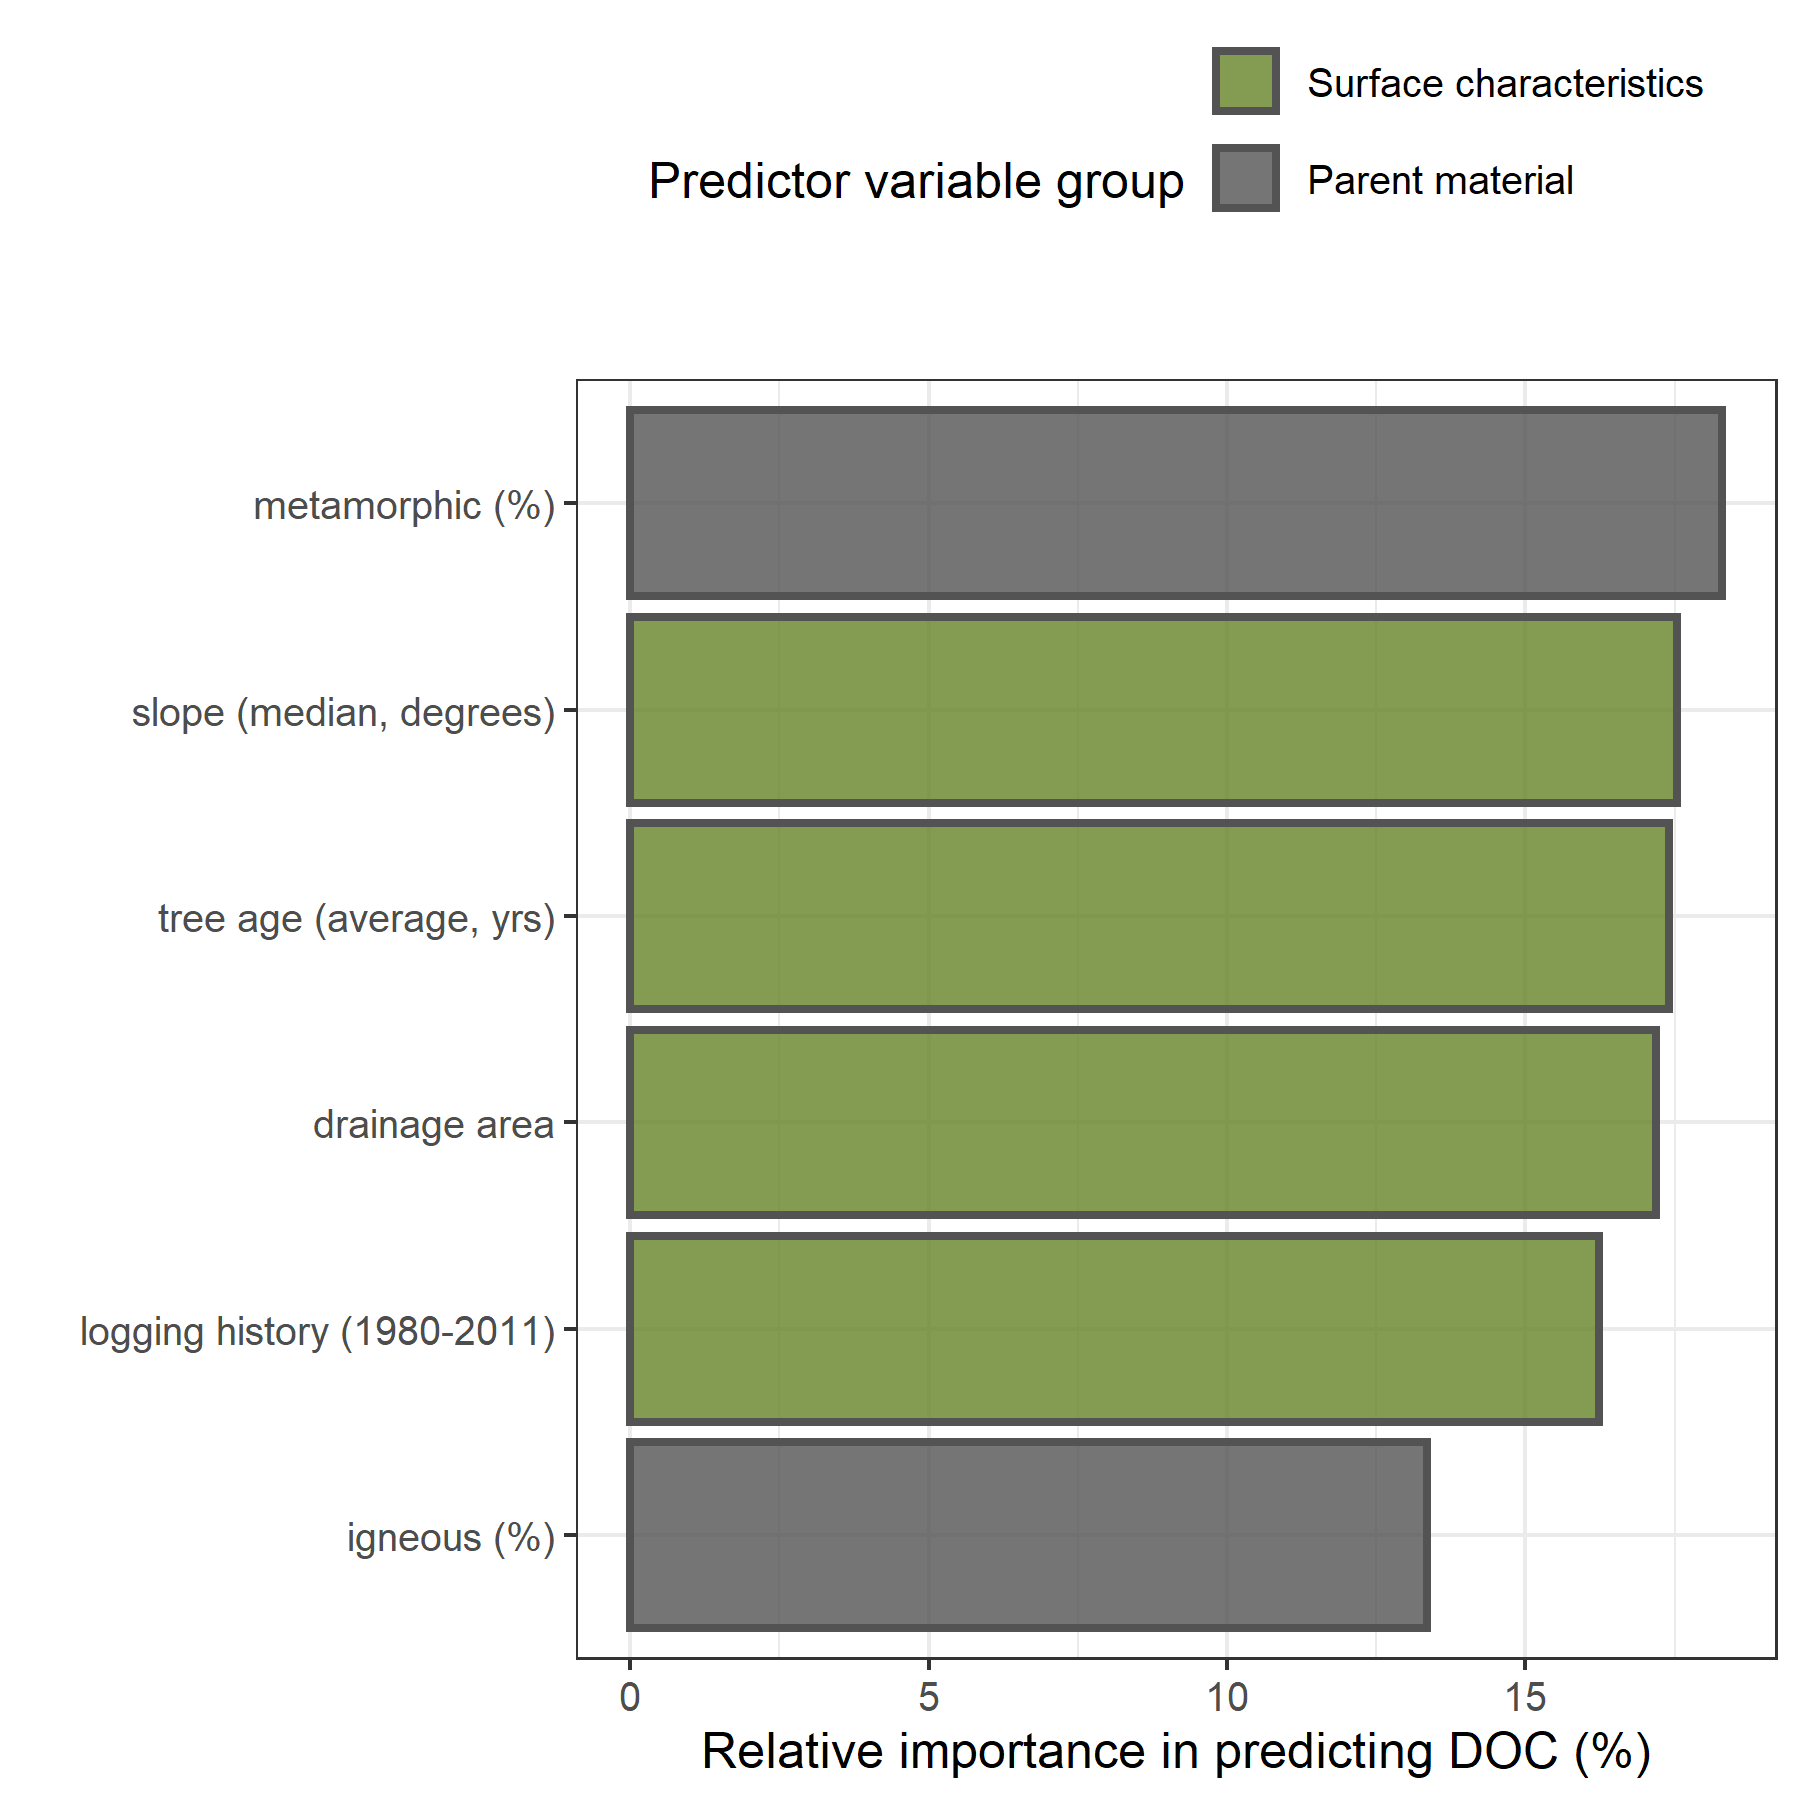 Surface characteristics
Predictor variable group
Parent material
metamorphic (%)
slope (median, degrees)
tree age (average, yrs)
drainage area
logging history (1980-2011)
igneous (%)
0 5 10 15
Relative importance in predicting DOC (%)